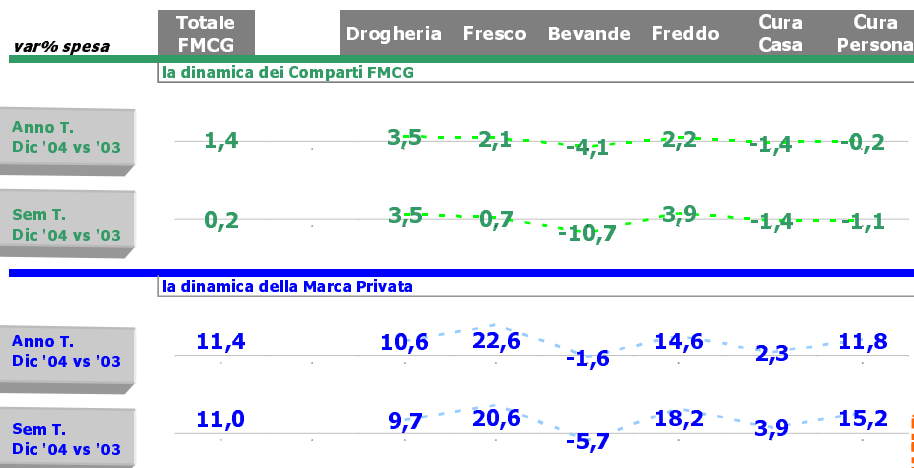 var% spesa
Totale FMCG
Drogheria Fresco Bevande Freddo Cura Casa Cura Persona
la dinamica dei Comparti FMCG
Anno T.
Dic '04 vs '03
1,4 3,5 2,1 -4,1 2,2 -1,4 -0,2
Sem T.
Dic '04 vs '03
0,2 3,5 0,7 -10,7 3,9 -1,4 -1,1
la dinamica della Marca Privata
Anno T.
Dic '04 vs '03
11,4 10,6 22,6 -1,6 14,6 2,3 11,8
Sem T.
Dic '04 vs '03
11,0 9,7 20,6 -5,7 18,2 3,9 15,2